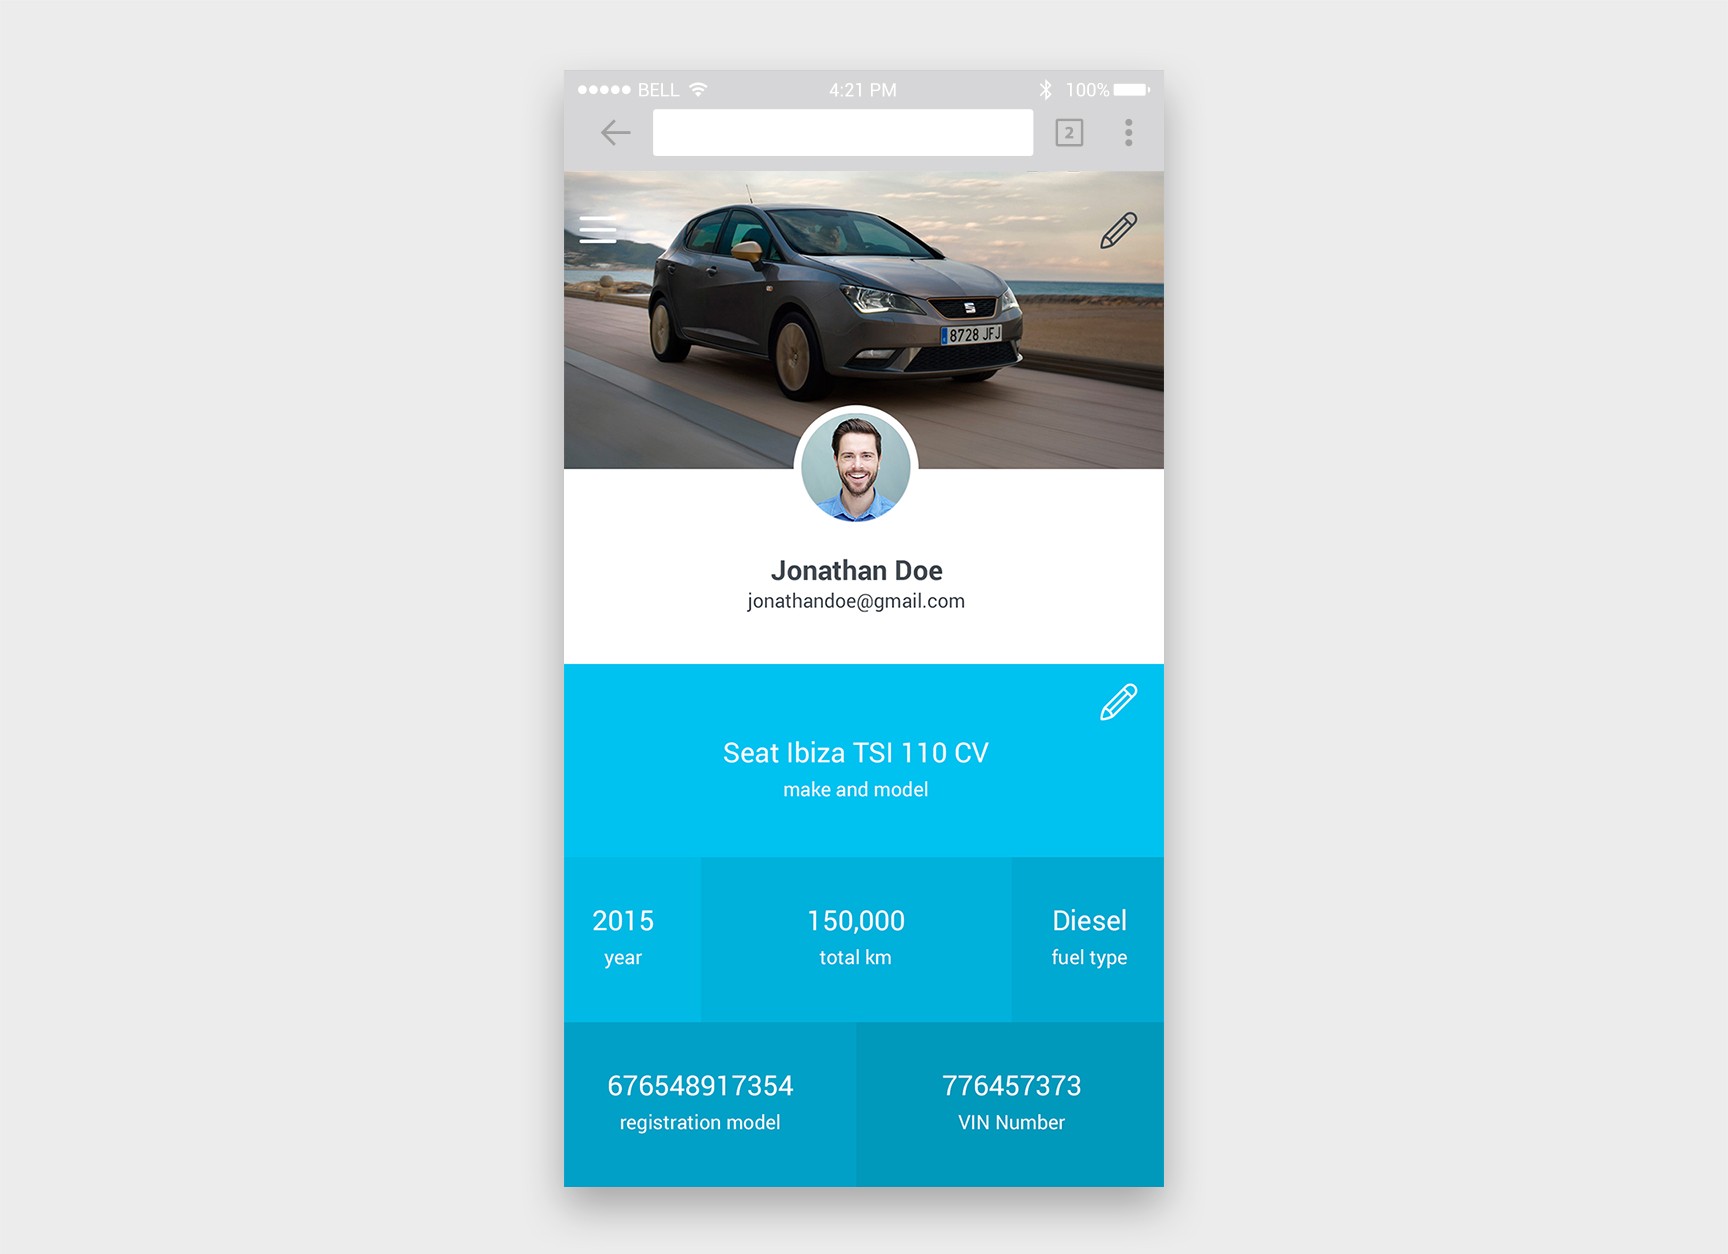 BELL 4:21 PM 100%
2
8728 JFJ
Jonathan Doe
jonathandoe@gmail.com
Seat Ibiza TSI 110 CV
make and model
2015
year
150,000
total km
Diesel
fuel type
676548917354
registration model
776457373
VIN Number